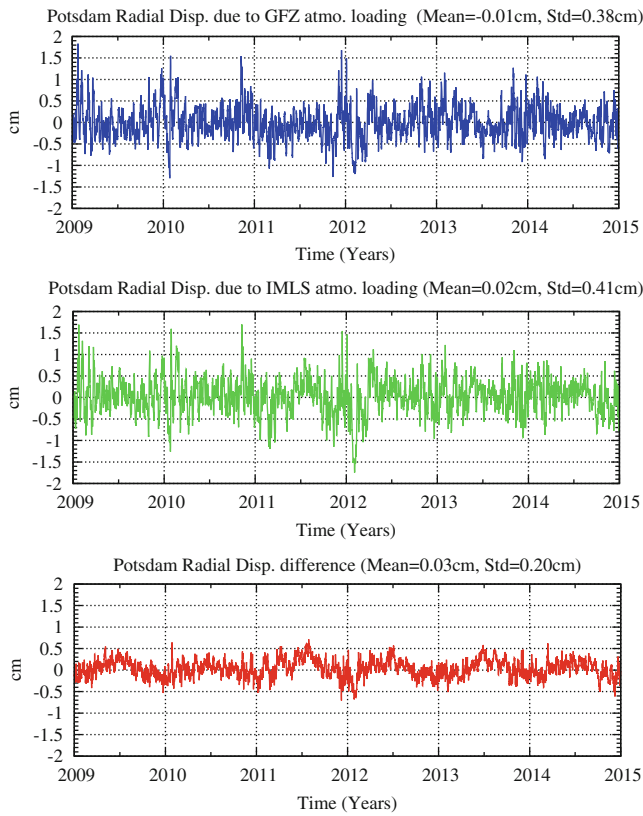 Potsdam Radial Disp. due to GFZ atmo. loading (Mean=-0.01cm, Std=0.38cm)
2
1.5
1
0.5
0
-0.5
-1
-1.5
-2
cm
2009 2010 2011 2012 2013 2014 2015
Time (Years)
Potsdam Radial Disp. due to IMLS atmo. loading (Mean=0.02cm, Std=0.41cm)
2
1.5
1
0.5
0
-0.5
-1
-1.5
-2
cm
2009 2010 2011 2012 2013 2014 2015
Time (Years)
Potsdam Radial Disp. difference (Mean=0.03cm, Std=0.20cm)
2
1.5
1
0.5
0
-0.5
-1
-1.5
-2
cm
2009 2010 2011 2012 2013 2014 2015
Time (Years)